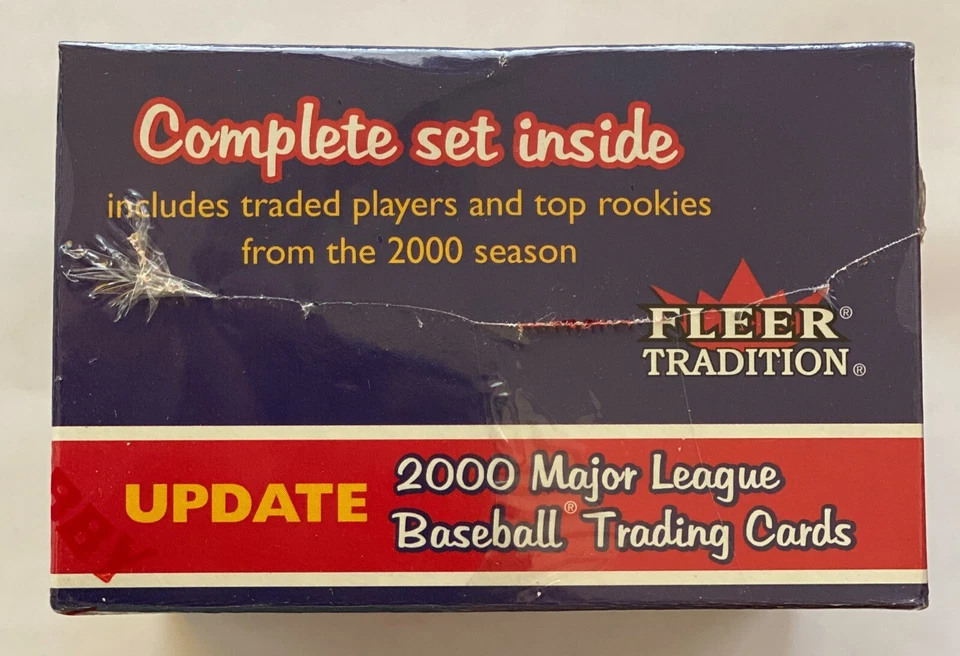 Complete set inside
includes traded players and top rookies
from the 2000 season
FLEER®
TRADITION®
UPDATE
2000 Major League
Baseball® Trading Cards
BBY